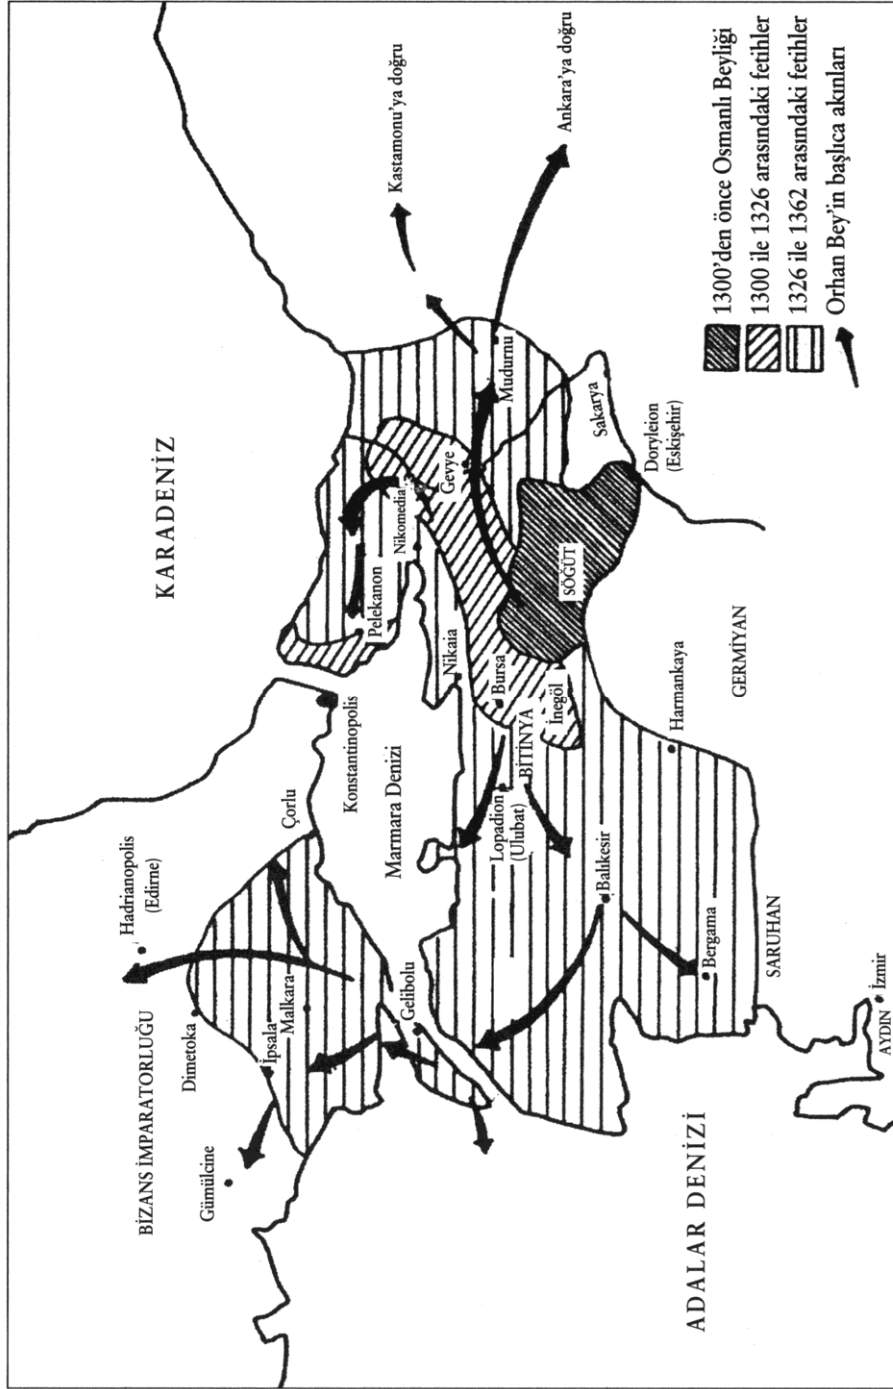 KARADENİZ
BİZANS İMPARATORLUĞU
Hadrianopolis
(Edirne)
Dimetoka
Gümülcine
İpsala
Malkara
Çorlu
Konstantinopolis
Gelibolu
Marmara Denizi
Pelekanon
Nikomedia
Nikaia
Gevye
Mudurnu
Kastamonu'ya doğru
Ankara'ya doğru
Sakarya
Doryleion
(Eskişehir)
SÖĞÜT
Bursa
İnegöl
BİTİNYA
Lopadion
(Ulubat)
Balıkesir
Harmankaya
GERMİYAN
Bergama
SARUHAN
AYDIN
İzmir
ADALAR DENİZİ
1300'den önce Osmanlı Beyliği
1300 ile 1326 arasındaki fetihler
1326 ile 1362 arasındaki fetihler
Orhan Bey'in başlıca akınları